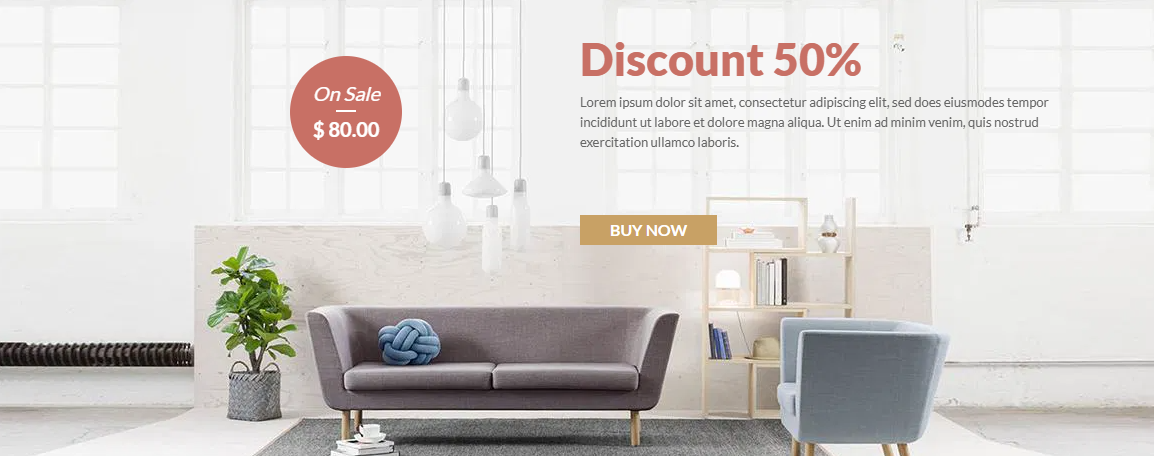 On Sale
$ 80.00
Discount 50%
Lorem ipsum dolor sit amet, consectetur adipiscing elit, sed does eiusmodes tempor
incididunt ut labore et dolore magna aliqua. Ut enim ad minim venim, quis nostrud
exercitation ullamco laboris.
BUY NOW